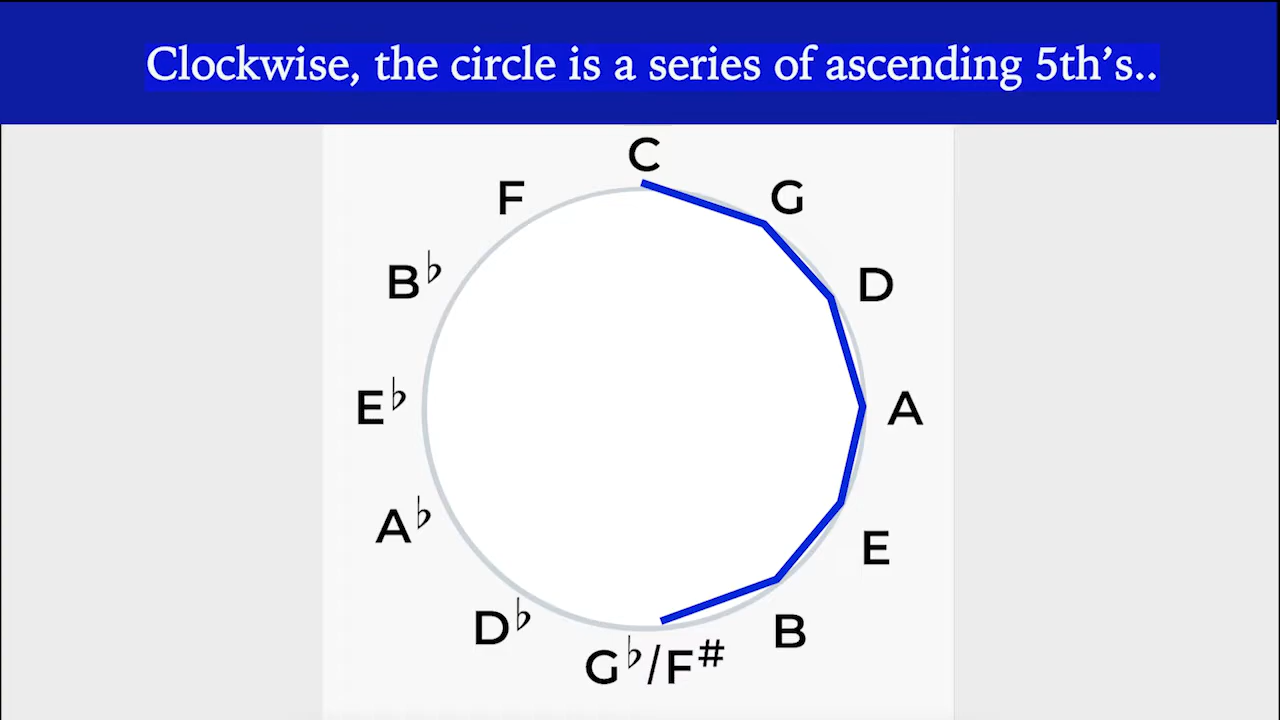 Clockwise, the circle is a series of ascending 5th’s..
C
F
G
B♭
D
E♭
A
A♭
E
D♭
B
G♭/F#